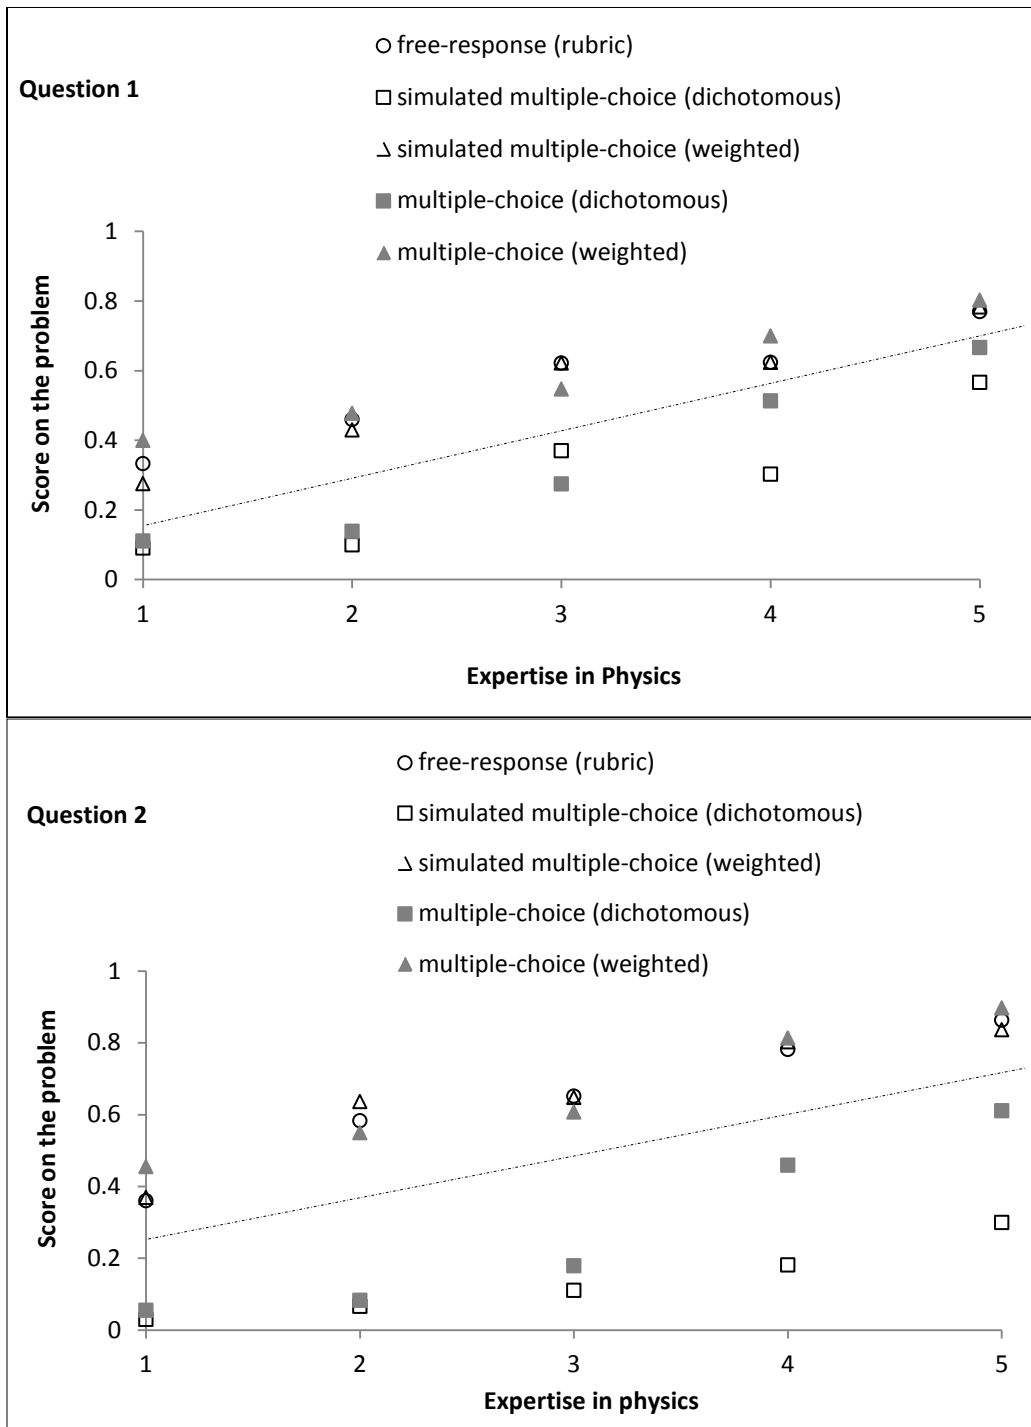 free-response (rubric)
Question 1
simulated multiple-choice (dichotomous)
simulated multiple-choice (weighted)
multiple-choice (dichotomous)
multiple-choice (weighted)
1
0.8
0.6
0.4
0.2
0
Score on the problem
1 2 3 4 5
Expertise in Physics
free-response (rubric)
Question 2
simulated multiple-choice (dichotomous)
simulated multiple-choice (weighted)
multiple-choice (dichotomous)
multiple-choice (weighted)
1
0.8
0.6
0.4
0.2
0
Score on the problem
1 2 3 4 5
Expertise in physics